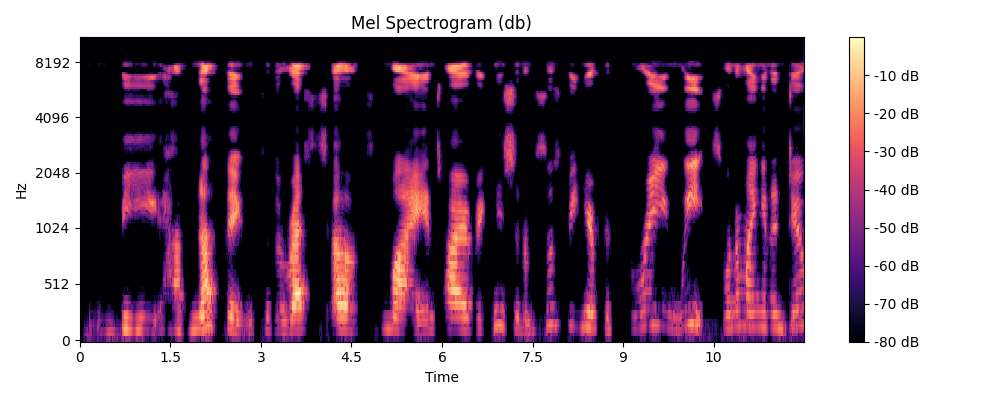 Mel Spectrogram (db)
8192
4096
2048
1024
512
0
Hz
0 1.5 3 4.5 6 7.5 9 10
Time
-10 dB
-20 dB
-30 dB
-40 dB
-50 dB
-60 dB
-70 dB
-80 dB